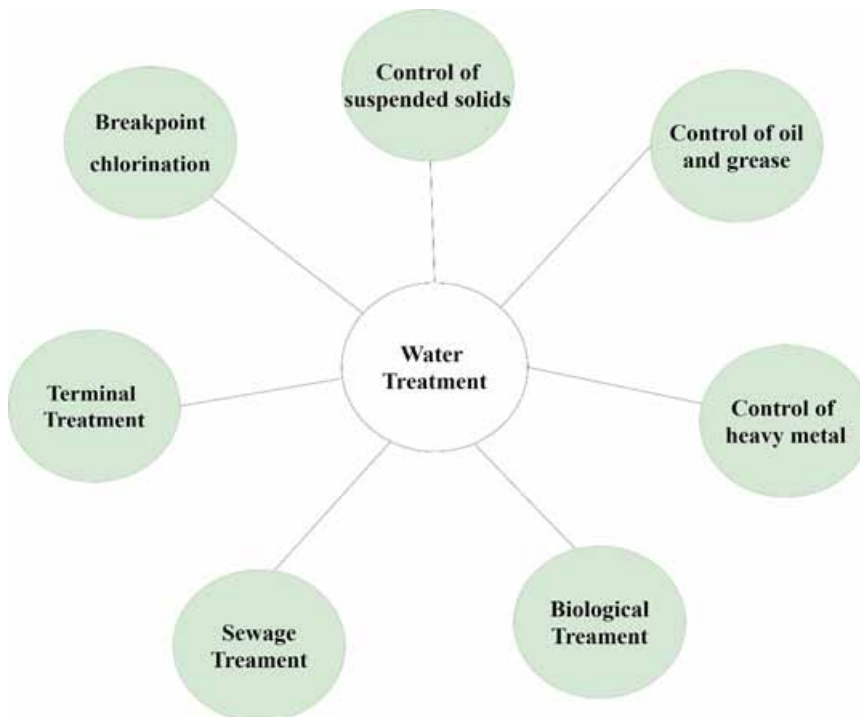 Control of
suspended solids
Control of oil
and grease
Control of
heavy metal
Biological
Treament
Sewage
Treament
Terminal
Treatment
Breakpoint
chlorination
Water
Treatment